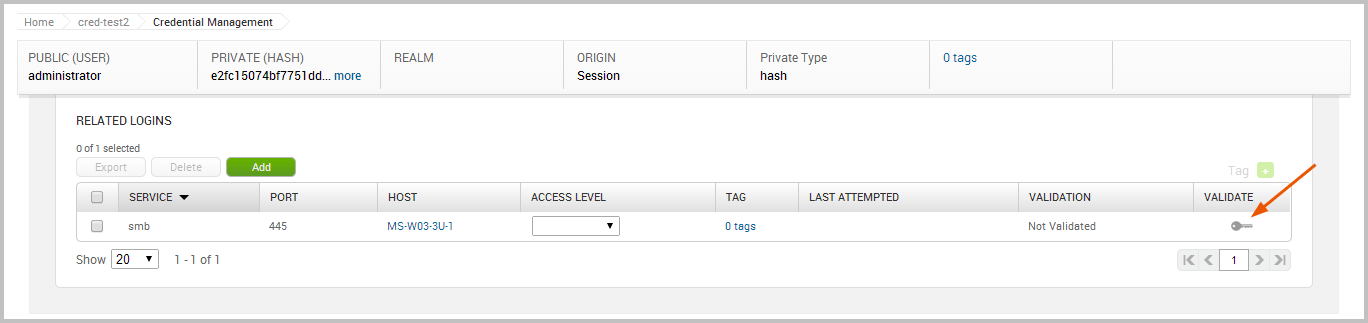 Home cred-test2 Credential Management
PUBLIC (USER) PRIVATE (HASH) REALM ORIGIN Private Type 0 tags
administrator e2fc15074bf7751dd... more Session hash
RELATED LOGINS
0 of 1 selected
Export Delete Add
Tag +
SERVICE PORT HOST ACCESS LEVEL TAG LAST ATTEMPTED VALIDATION VALIDATE
smb 445 MS-W03-3U-1 0 tags Not Validated
Show 20 1 - 1 of 1 1